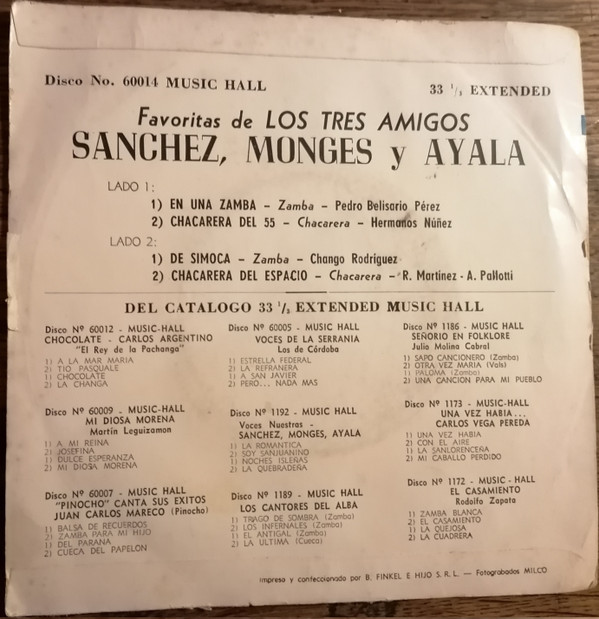 Disco No. 60014 MUSIC HALL
33 1/3 EXTENDED
Favoritas de LOS TRES AMIGOS
SANCHEZ, MONGES y AYALA
LADO 1:
1) EN UNA ZAMBA – Zamba – Pedro Belisario Pérez
2) CHACARERA DEL 55 – Chacarera – Hermanos Núñez
LADO 2:
1) DE SIMOCA – Zamba – Chango Rodriguez
2) CHACARERA DEL ESPACIO – Chacarera – R. Martinez - A. Pallotti
DEL CATALOGO 33 1/3 EXTENDED MUSIC HALL
Disco Nº 60012 - MUSIC-HALL
CHOCOLATE - CARLOS ARGENTINO
"El Rey de la Pachanga"
1) A LA MAR MARIA
2) TIO PASQUALE
1) CHOCOLATE
2) LA CHANGA
Disco Nº 60009 - MUSIC-HALL
MI DIOSA MORENA
Martín Leguizamon
1) A MI REINA
2) JOSEFINA
1) DULCE ESPERANZA
2) MI DIOSA MORENA
Disco Nº 60007 - MUSIC HALL
"PINOCHO" CANTA SUS EXITOS
JUAN CARLOS MARECO (Pinocho)
1) BALSA DE RECUERDOS
2) ZAMBA PARA MI HIJO
1) DEL PARANA
2) CUECA DEL PAPELON
Disco Nº 60005 - MUSIC HALL
VOCES DE LA SERRANIA
Los de Córdoba
1) ESTRELLA FEDERAL
2) LA REFRANERA
1) A SAN JAVIER
2) PERO... NADA MAS
Disco Nº 1192 - MUSIC HALL
Voces Nuestras -
SANCHEZ, MONGES, AYALA
1) LA ROMANTICA
2) SOY SANJUANINO
1) NOCHES ISLEÑAS
2) LA QUEBRADEÑA
Disco Nº 1189 - MUSIC HALL
LOS CANTORES DEL ALBA
1) TRAGO DE SOMBRA (Zamba)
2) LOS INFERNALES (Zamba)
1) EL ANTIGAL (Zamba)
2) LA ULTIMA (Cueca)
Disco Nº 1186 - MUSIC HALL
SEÑORIO EN FOLKLORE
Julio Molina Cabral
1) SAPO CANCIONERO (Zamba)
2) OTRA VEZ MARIA (Vals)
1) PALOMA (Zamba)
2) UNA CANCION PARA MI PUEBLO
Disco Nº 1173 - MUSIC-HALL
UNA VEZ HABIA...
CARLOS VEGA PEREDA
1) UNA VEZ HABIA
2) CON EL AIRE
1) LA SANLORENCEÑA
2) MI CABALLO PERDIDO
Disco Nº 1172 - MUSIC-HALL
EL CASAMIENTO
Rodolfo Zapata
1) ZAMBA BLANCA
2) EL CASAMIENTO
1) LA QUEJOSA
2) LA CUADRERA
Impreso y confeccionado por B. FINKEL E HIJO S. R. L. — Fotograbados MILCO